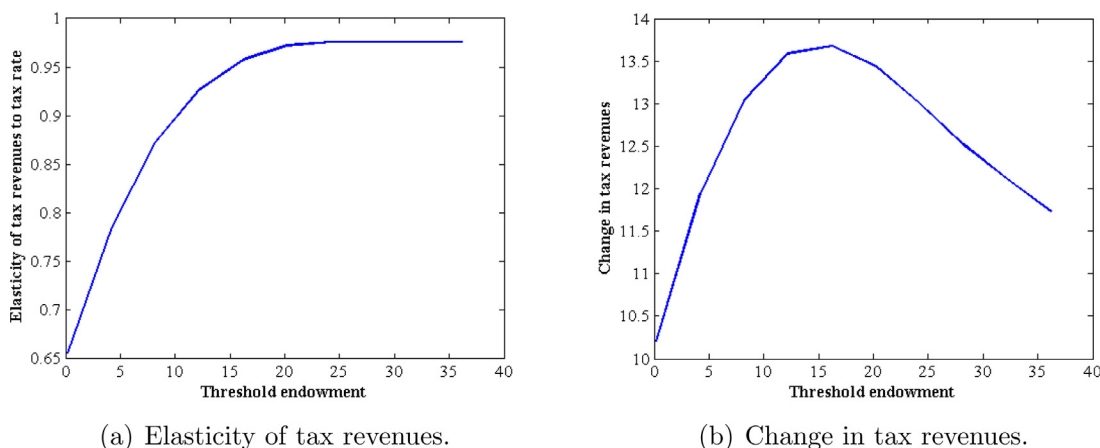 Elasticity of tax revenues to tax rate
1
0.95
0.9
0.85
0.8
0.75
0.7
0.65
0 5 10 15 20 25 30 35 40
Threshold endowment
(a) Elasticity of tax revenues.
Change in tax revenues
14
13.5
13
12.5
12
11.5
11
10.5
10
0 5 10 15 20 25 30 35 40
Threshold endowment
(b) Change in tax revenues.